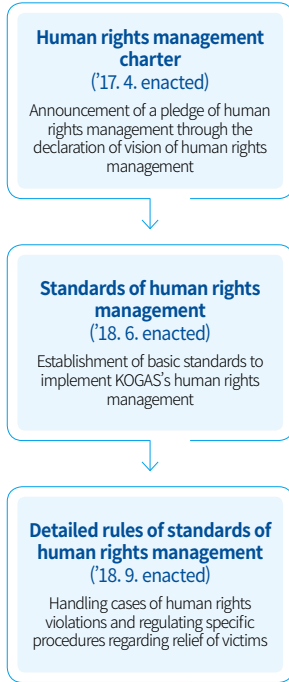 Human rights management
charter
(’17. 4. enacted)
Announcement of a pledge of human
rights management through the
declaration of vision of human rights
management
Standards of human rights
management
(’18. 6. enacted)
Establishment of basic standards to
implement KOGAS’s human rights
management
Detailed rules of standards of
human rights management
(’18. 9. enacted)
Handling cases of human rights
violations and regulating specific
procedures regarding relief of victims